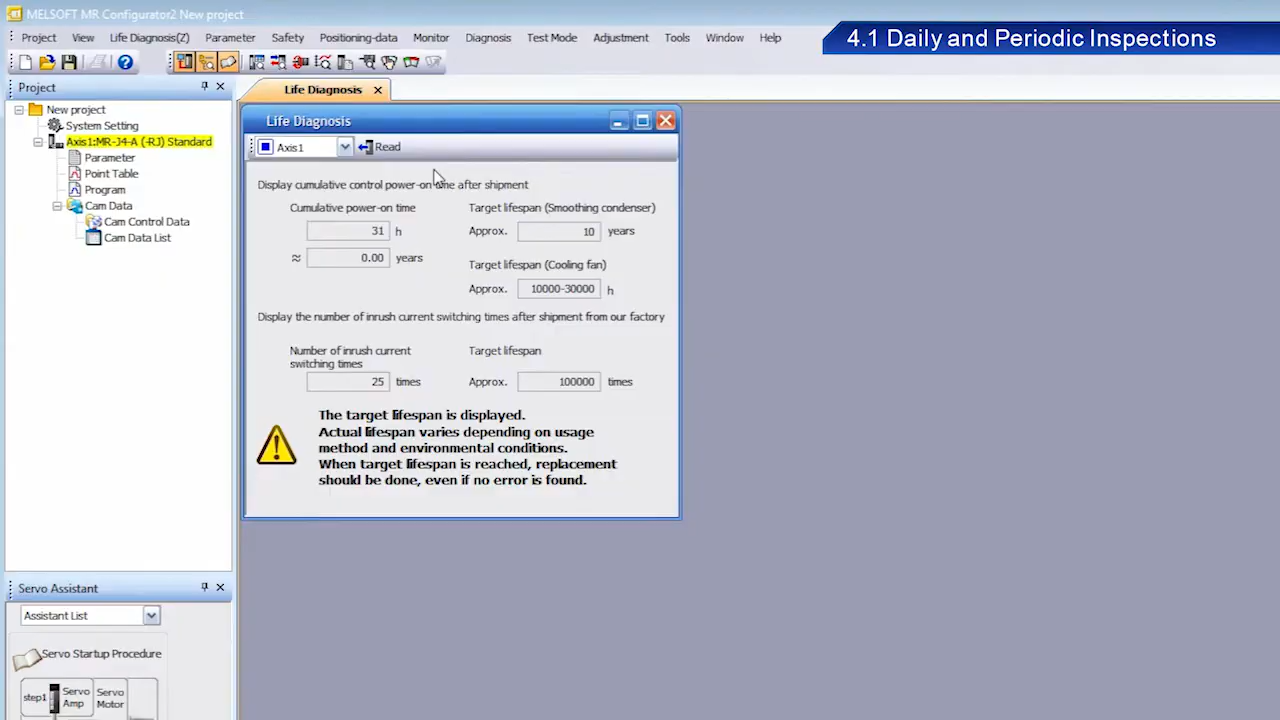 MELSOFT MR Configurator2 New project
Project View Life Diagnosis(Z) Parameter Safety Positioning-data Monitor Diagnosis Test Mode Adjustment Tools Window Help
4.1 Daily and Periodic Inspections
Project
New project
System Setting
Axis1:MR-J4-A (-RJ) Standard
Parameter
Point Table
Program
Cam Data
Cam Control Data
Cam Data List
Servo Assistant
Assistant List
Servo Startup Procedure
step1 Servo Amp Servo Motor
Life Diagnosis
Life Diagnosis
Axis1 Read
Display cumulative control power-on time after shipment
Cumulative power-on time Target lifespan (Smoothing condenser)
31 h Approx. 10 years
≈ 0.00 years Target lifespan (Cooling fan)
Approx. 10000-30000 h
Display the number of inrush current switching times after shipment from our factory
Number of inrush current Target lifespan
switching times
25 times Approx. 100000 times
The target lifespan is displayed.
Actual lifespan varies depending on usage
method and environmental conditions.
When target lifespan is reached, replacement
should be done, even if no error is found.